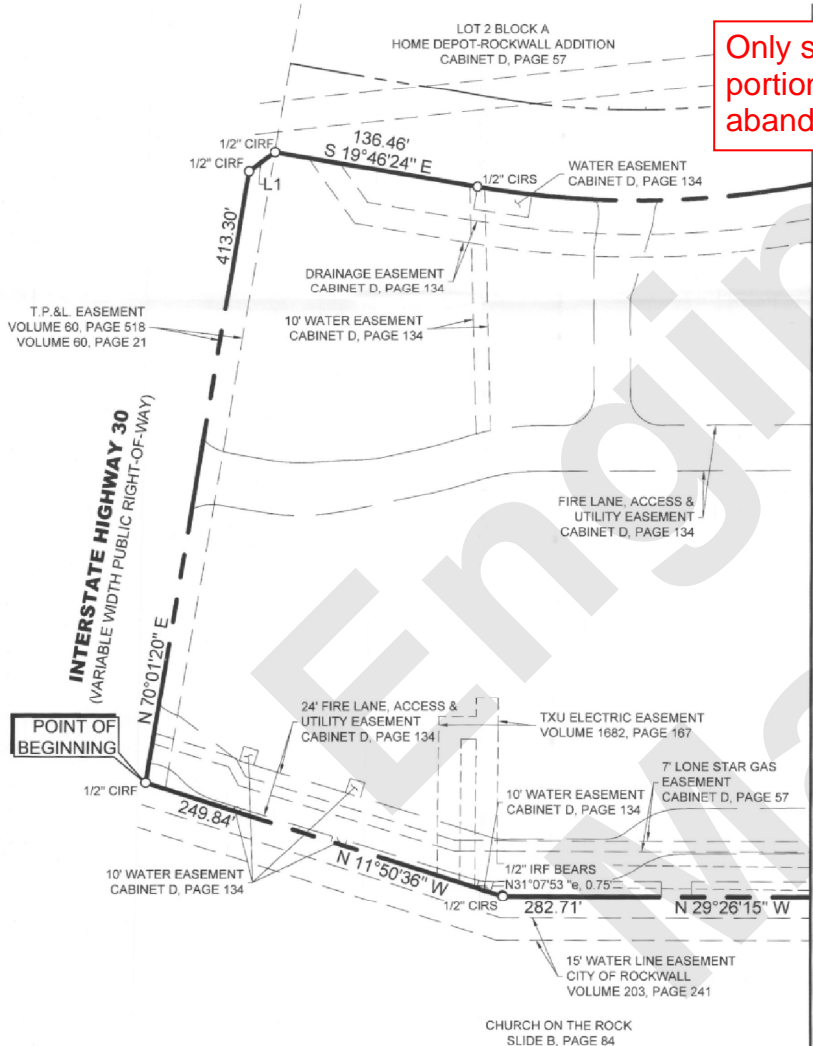 LOT 2 BLOCK A
HOME DEPOT-ROCKWALL ADDITION
CABINET D, PAGE 57
Only s
portion
aband
136.46'
S 19°46'24" E
1/2" CIRF
1/2" CIRF
L1
1/2" CIRS
WATER EASEMENT
CABINET D, PAGE 134
413.30'
DRAINAGE EASEMENT
CABINET D, PAGE 134
T.P.&L. EASEMENT
VOLUME 60, PAGE 518
VOLUME 60, PAGE 21
10' WATER EASEMENT
CABINET D, PAGE 134
INTERSTATE HIGHWAY 30
(VARIABLE WIDTH PUBLIC RIGHT-OF-WAY)
FIRE LANE, ACCESS &
UTILITY EASEMENT
CABINET D, PAGE 134
N 70°01'20" E
24' FIRE LANE, ACCESS &
UTILITY EASEMENT
CABINET D, PAGE 134
TXU ELECTRIC EASEMENT
VOLUME 1682, PAGE 167
POINT OF
BEGINNING
7' LONE STAR GAS
EASEMENT
CABINET D, PAGE 57
1/2" CIRF
249.84'
10' WATER EASEMENT
CABINET D, PAGE 134
N 11°50'36" W
10' WATER EASEMENT
CABINET D, PAGE 134
1/2" IRF BEARS
N31°07'53 "e, 0.75'
1/2" CIRS
282.71'
N 29°26'15" W
15' WATER LINE EASEMENT
CITY OF ROCKWALL
VOLUME 203, PAGE 241
CHURCH ON THE ROCK
SLIDE B, PAGE 84
Engin
Ma